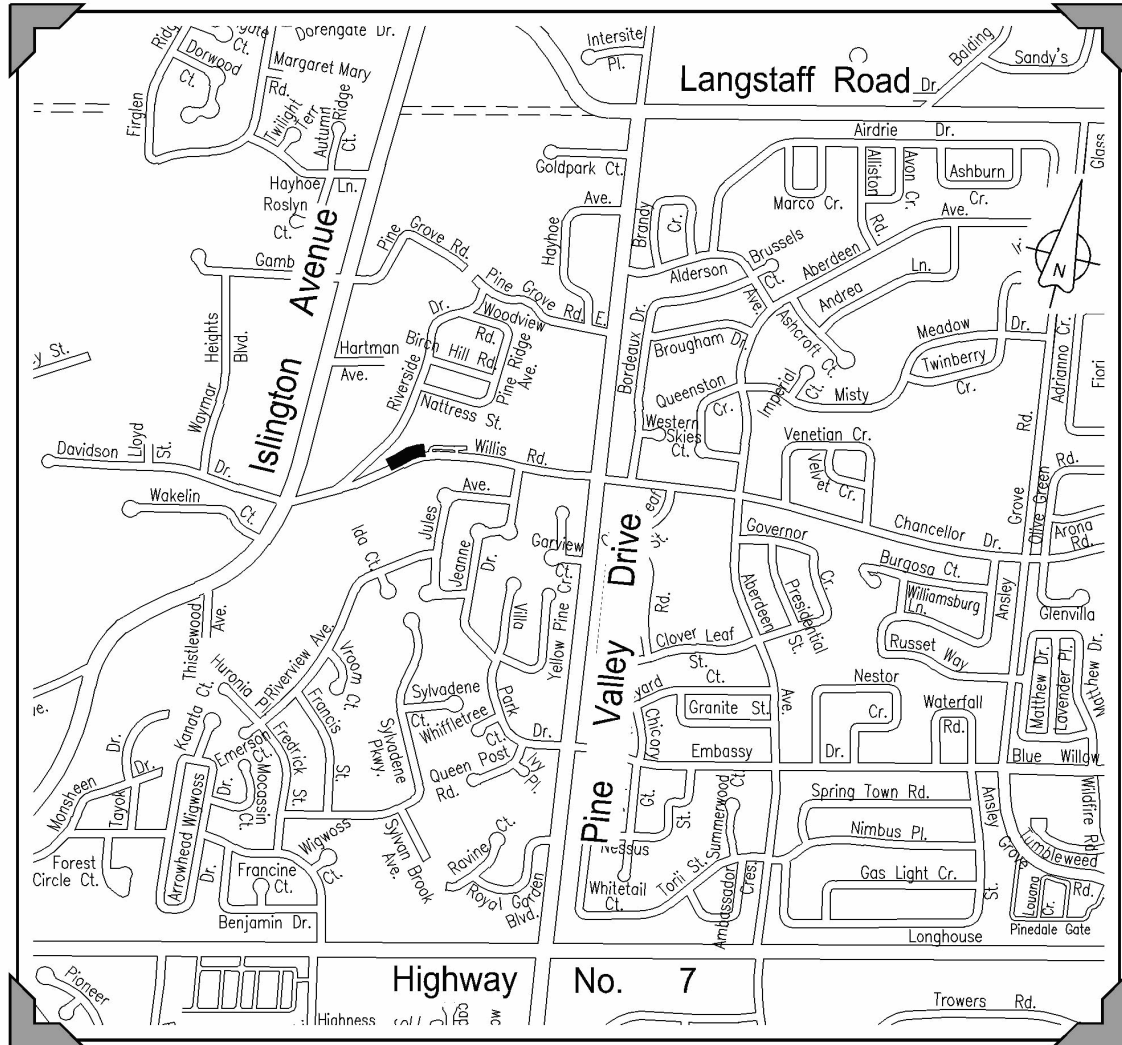 Dorengate Dr.
Intersite
Pl.
Balding
Sandy's
Dr.
Dorwood
Ct.
Margaret Mary
Rd.
Langstaff Road
Firglen
Twilight
Terr
Autumn
Ridge
Ct.
Airdrie Dr.
Glass
Goldpark Ct.
Alliston
Rd.
Avon Cr.
Ashburn
Cr.
Hayhoe
Ln.
Roslyn
Ct.
Hayhoe
Ave.
Marco Cr.
Ave.
Brandy
Cr.
Pine
Grove Rd.
Brussels
Ct.
Aberdeen
Gamb
Alderson
Ave.
Andrea
Ln.
N
Islington Avenue
Pine
Grove
Rd.
E.
Dr.
Woodview
Rd.
Ashcroft
Ct.
Meadow
Dr.
Adriano Cr.
Heights
Blvd.
Hartman
Ave.
Birch
Hill Rd.
Pine Ridge
Ave.
Bordeaux Dr.
Brougham Dr.
Twinberry
Cr.
Fiori
y St.
Riverside
Queenston
Cr.
Imperial
Ct.
Misty
Waymar
Nattress St.
Western
Skies
Ct.
Venetian Cr.
Velvet Cr.
Rd.
Davidson
Dr.
Lloyd
St.
Willis Rd.
Rd.
Wakelin
Ct.
Ave.
eaf
Chancellor
Dr.
Grove
Olive Green
Arona
Rd.
Ida Ct.
Jules
Jeanne
Dr.
Garview
Ct.
Governor
Cr.
Burgosa Ct.
Williamsburg
Ln.
Ansley
Glenvilla
Thistlewood
Ave.
Villa
Yellow Pine Cr.
Pine Valley Drive
Rd.
Aberdeen
Ave.
Presidential
St.
Russet Way
Clover Leaf
St.
Matthew Dr.
Lavender Pl.
Matthew Dr.
Riverview Ave.
Huronia
P
Vroom Ct.
Sylvadene
Ct.
Park
Dr.
yard
Ct.
Nestor
Cr.
Waterfall
Rd.
Kanata
Ct.
Francis
St.
Whiffletree
Ct.
Granite St.
Chicory
Gt.
Emerson
Ct.
Fredrick
St.
Sylvadene
Pkwy.
Queen Post
Rd.
Ivy
Pl.
Embassy
Dr.
Blue Willow
Monsheen
Dr.
Tayok
Dr.
Arrowhead
Wigwoss
Dr.
Dr.
Mocassin
Ct.
St.
Summerwood
Ct.
Spring Town Rd.
Ansley
Grove
St.
Wildfire Rd.
Nimbus Pl.
Tumbleweed
Rd.
Forest
Circle Ct.
Francine
Ct.
Wigwoss
Ct.
Sylvan Brook
Ave.
Ravine
Ct.
Royal Garden
Blvd.
Nessus
Whitetail
Ct.
Torii St.
Ambassador
Cres.
Gas Light Cr.
Louana
Cr.
Pinedale Gate
Benjamin Dr.
Longhouse
Highway No. 7
Pioneer
Highness
Trowers Rd.